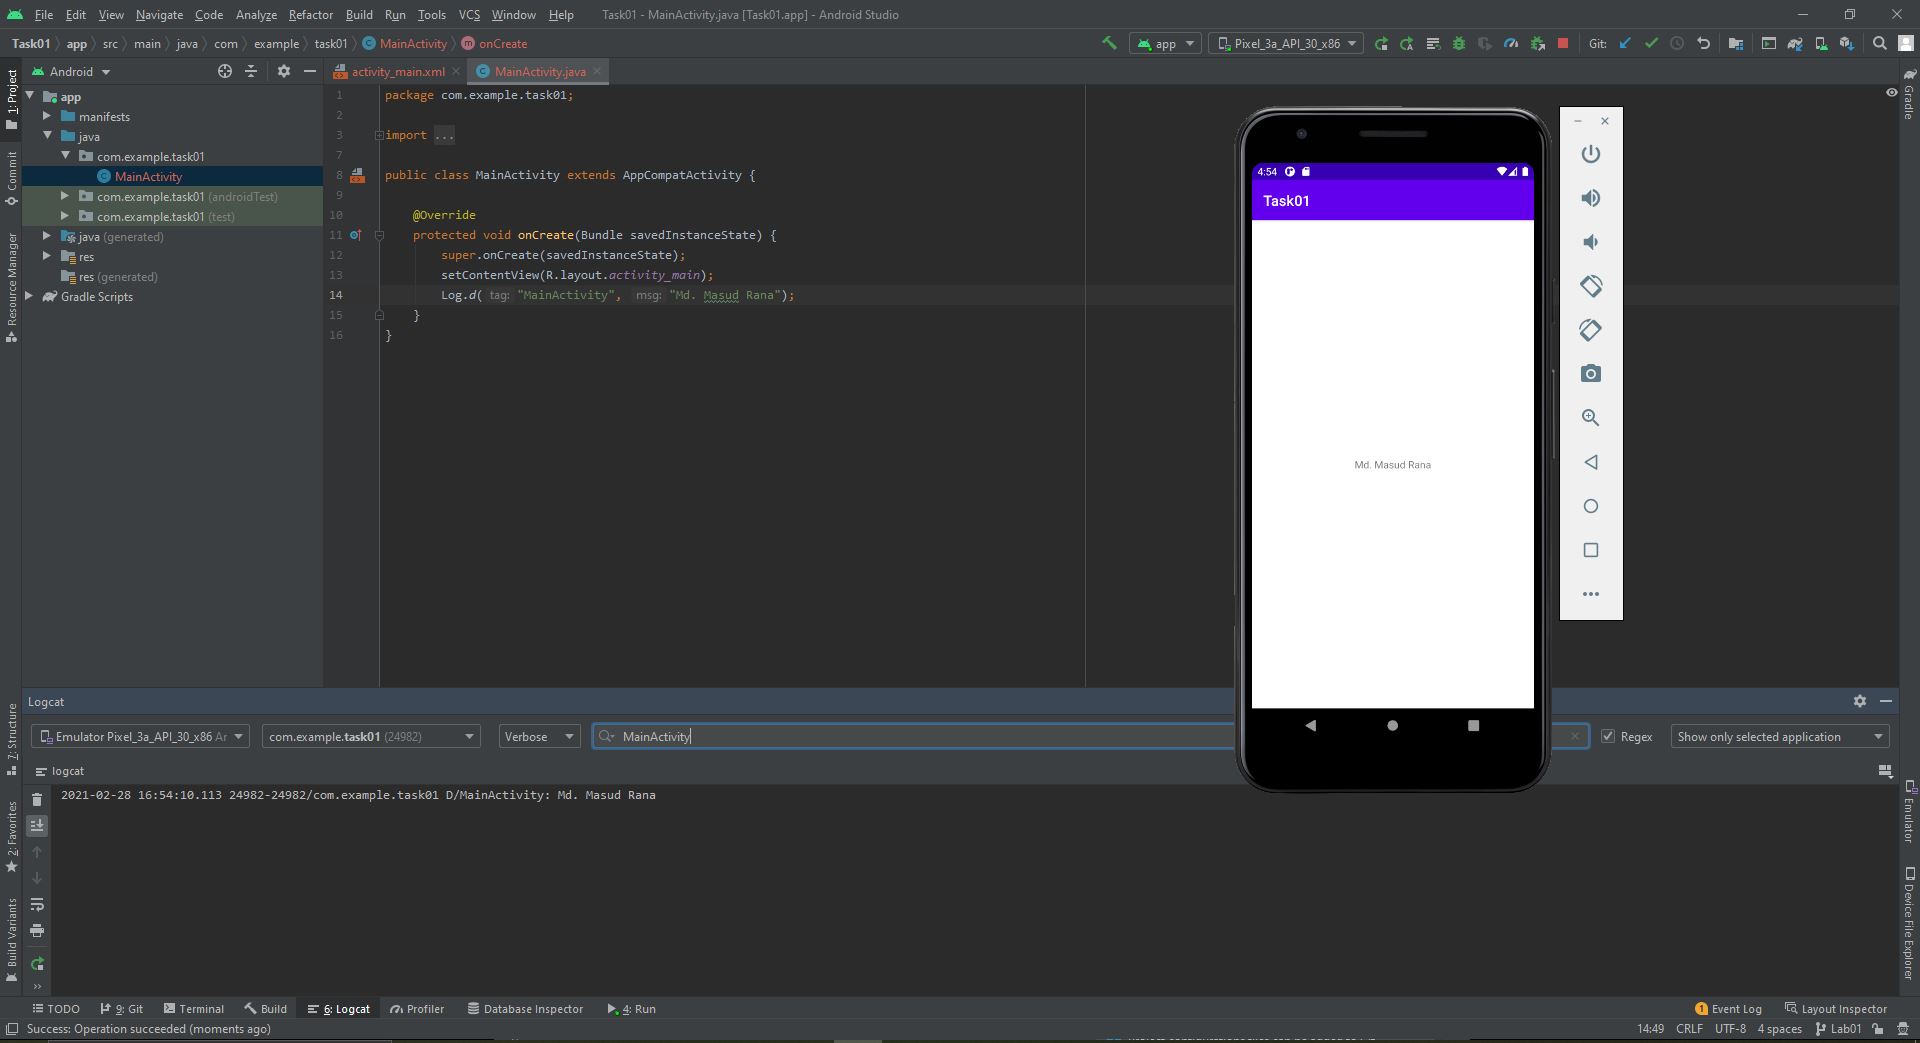 File Edit View Navigate Code Analyze Refactor Build Run Tools VCS Window Help Task01 - MainActivity.java [Task01.app] - Android Studio
Task01 app src main java com example task01 MainActivity onCreate app Pixel_3a_API_30_x86 Git:
Android activity_main.xml MainActivity.java
1: Project
Commit
Resource Manager
7: Structure
2: Favorites
Build Variants
app
manifests
java
com.example.task01
MainActivity
com.example.task01 (androidTest)
com.example.task01 (test)
java (generated)
res
res (generated)
Gradle Scripts
1 package com.example.task01;
2
3 import ...
7
8 public class MainActivity extends AppCompatActivity {
9
10 @Override
11 protected void onCreate(Bundle savedInstanceState) {
12 super.onCreate(savedInstanceState);
13 setContentView(R.layout.activity_main);
14 Log.d( tag: "MainActivity", msg: "Md. Masud Rana");
15 }
16 }
4:54
Task01
Md. Masud Rana
Gradle
Emulator
Device File Explorer
Logcat
Emulator Pixel_3a_API_30_x86 Ar com.example.task01 (24982) Verbose MainActivity Regex Show only selected application
logcat
2021-02-28 16:54:10.113 24982-24982/com.example.task01 D/MainActivity: Md. Masud Rana
TODO 9: Git Terminal Build 6: Logcat Profiler Database Inspector 4: Run 1 Event Log Layout Inspector
Success: Operation succeeded (moments ago) 14:49 CRLF UTF-8 4 spaces Lab01